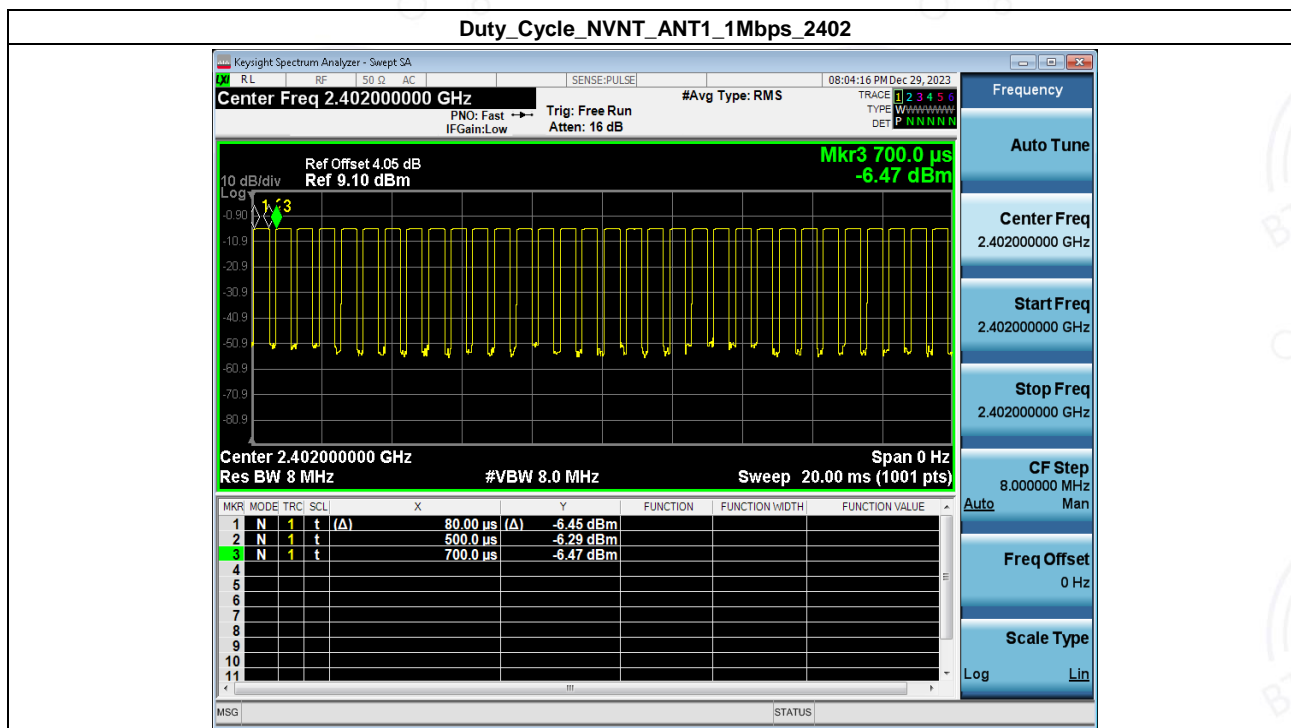 Duty_Cycle_NVNT_ANT1_1Mbps_2402
Keysight Spectrum Analyzer - Swept SA
LXI RL RF 50 Ω AC SENSE:PULSE 08:04:16 PM Dec 29, 2023
Center Freq 2.402000000 GHz
PNO: Fast
IFGain:Low
Trig: Free Run
Atten: 16 dB
#Avg Type: RMS
TRACE 1 2 3 4 5 6
TYPE WWWWWW
DET P N N N N N
Mkr3 700.0 µs
-6.47 dBm
Ref Offset 4.05 dB
10 dB/div Ref 9.10 dBm
Log
1 3
-0.90
-10.9
-20.9
-30.9
-40.9
-50.9
-60.9
-70.9
-80.9
Center 2.402000000 GHz Span 0 Hz
Res BW 8 MHz #VBW 8.0 MHz Sweep 20.00 ms (1001 pts)
MKR MODE TRC SCL X Y FUNCTION FUNCTION WIDTH FUNCTION VALUE
1 N 1 t (Δ) 80.00 µs (Δ) -6.45 dBm
2 N 1 t 500.0 µs -6.29 dBm
3 N 1 t 700.0 µs -6.47 dBm
4
5
6
7
8
9
10
11
MSG STATUS
Frequency
Auto Tune
Center Freq
2.402000000 GHz
Start Freq
2.402000000 GHz
Stop Freq
2.402000000 GHz
CF Step
8.000000 MHz
Auto Man
Freq Offset
0 Hz
Scale Type
Log Lin